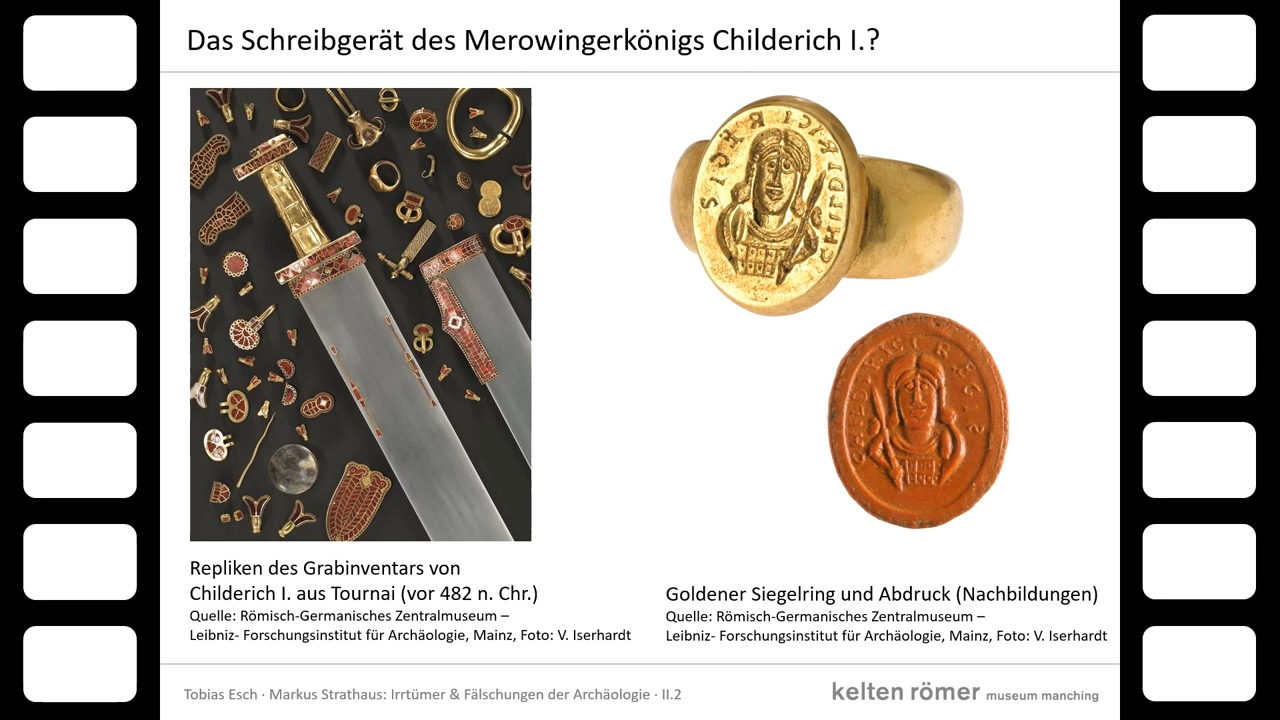 Das Schreibgerät des Merowingerkönigs Childerich I.?
Repliken des Grabinventars von
Childerich I. aus Tournai (vor 482 n. Chr.)
Quelle: Römisch-Germanisches Zentralmuseum –
Leibniz- Forschungsinstitut für Archäologie, Mainz, Foto: V. Iserhardt
Goldener Siegelring und Abdruck (Nachbildungen)
Quelle: Römisch-Germanisches Zentralmuseum –
Leibniz- Forschungsinstitut für Archäologie, Mainz, Foto: V. Iserhardt
Tobias Esch · Markus Strathaus: Irrtümer & Fälschungen der Archäologie · II.2
kelten römer museum manching